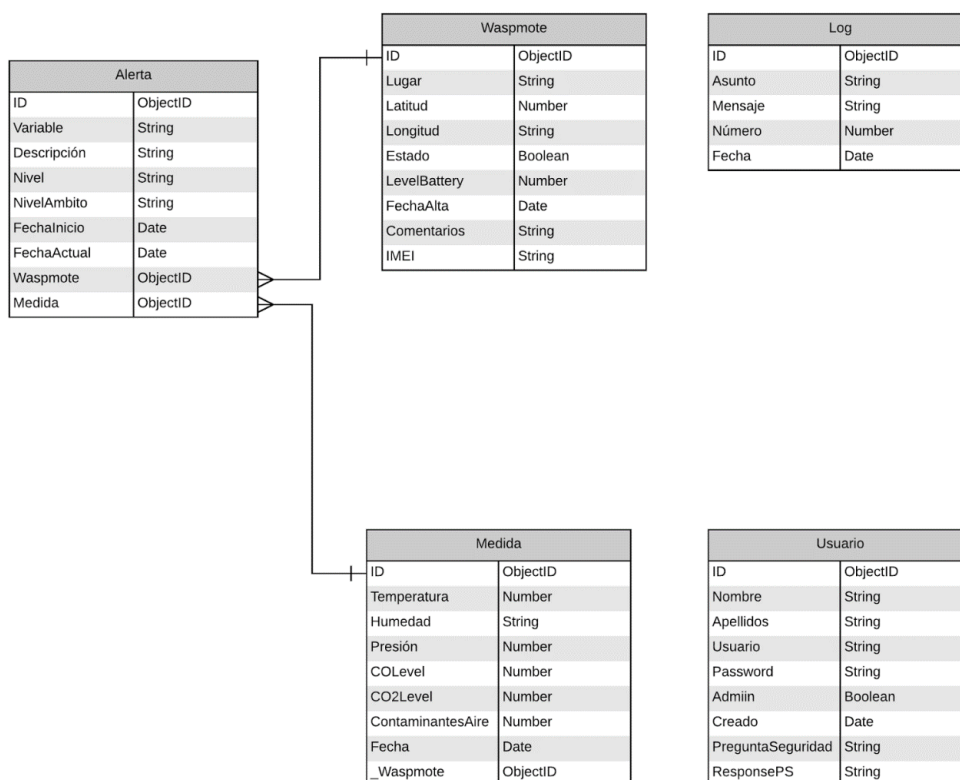 Alerta
ID ObjectID
Variable String
Descripción String
Nivel String
NivelAmbito String
FechaInicio Date
FechaActual Date
Waspmote ObjectID
Medida ObjectID
Waspmote
ID ObjectID
Lugar String
Latitud Number
Longitud String
Estado Boolean
LevelBattery Number
FechaAlta Date
Comentarios String
IMEI String
Log
ID ObjectID
Asunto String
Mensaje String
Número Number
Fecha Date
Medida
ID ObjectID
Temperatura Number
Humedad String
Presión Number
COLevel Number
CO2Level Number
ContaminantesAire Number
Fecha Date
_Waspmote ObjectID
Usuario
ID ObjectID
Nombre String
Apellidos String
Usuario String
Password String
Admiin Boolean
Creado Date
PreguntaSeguridad String
ResponsePS String